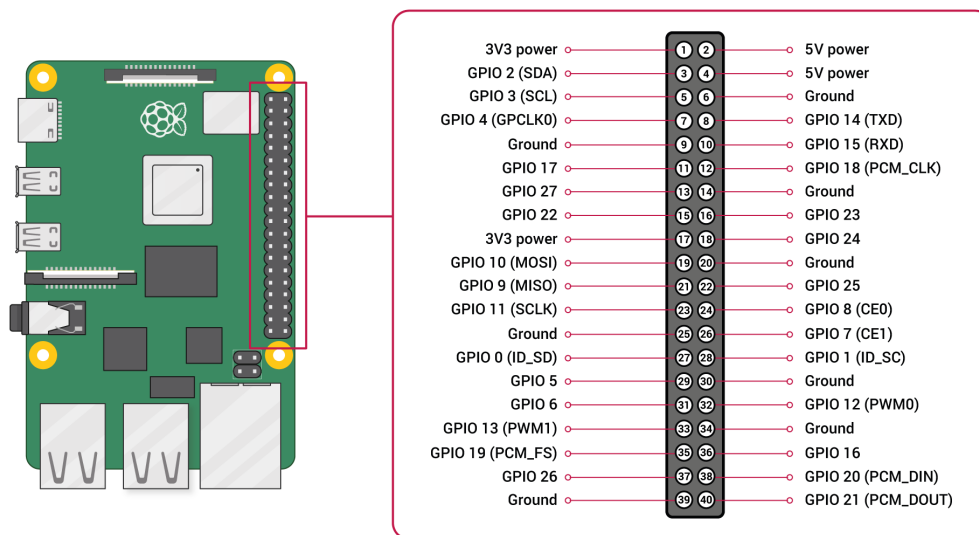 3V3 power 1 2 5V power
GPIO 2 (SDA) 3 4 5V power
GPIO 3 (SCL) 5 6 Ground
GPIO 4 (GPCLK0) 7 8 GPIO 14 (TXD)
Ground 9 10 GPIO 15 (RXD)
GPIO 17 11 12 GPIO 18 (PCM_CLK)
GPIO 27 13 14 Ground
GPIO 22 15 16 GPIO 23
3V3 power 17 18 GPIO 24
GPIO 10 (MOSI) 19 20 Ground
GPIO 9 (MISO) 21 22 GPIO 25
GPIO 11 (SCLK) 23 24 GPIO 8 (CE0)
Ground 25 26 GPIO 7 (CE1)
GPIO 0 (ID_SD) 27 28 GPIO 1 (ID_SC)
GPIO 5 29 30 Ground
GPIO 6 31 32 GPIO 12 (PWM0)
GPIO 13 (PWM1) 33 34 Ground
GPIO 19 (PCM_FS) 35 36 GPIO 16
GPIO 26 37 38 GPIO 20 (PCM_DIN)
Ground 39 40 GPIO 21 (PCM_DOUT)